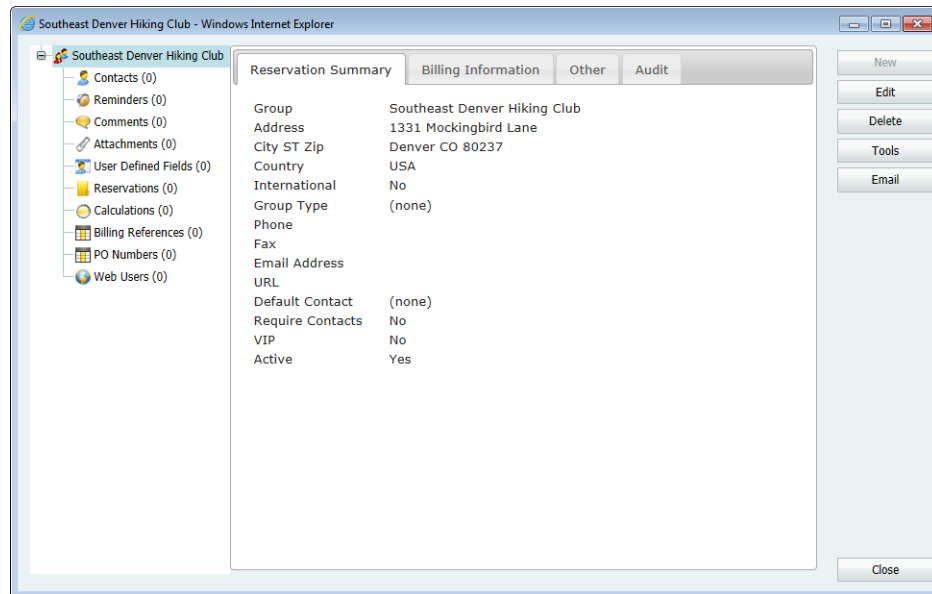 Southeast Denver Hiking Club - Windows Internet Explorer
Southeast Denver Hiking Club
Contacts (0)
Reminders (0)
Comments (0)
Attachments (0)
User Defined Fields (0)
Reservations (0)
Calculations (0)
Billing References (0)
PO Numbers (0)
Web Users (0)
Reservation Summary Billing Information Other Audit
Group Southeast Denver Hiking Club
Address 1331 Mockingbird Lane
City ST Zip Denver CO 80237
Country USA
International No
Group Type (none)
Phone
Fax
Email Address
URL
Default Contact (none)
Require Contacts No
VIP No
Active Yes
New
Edit
Delete
Tools
Email
Close